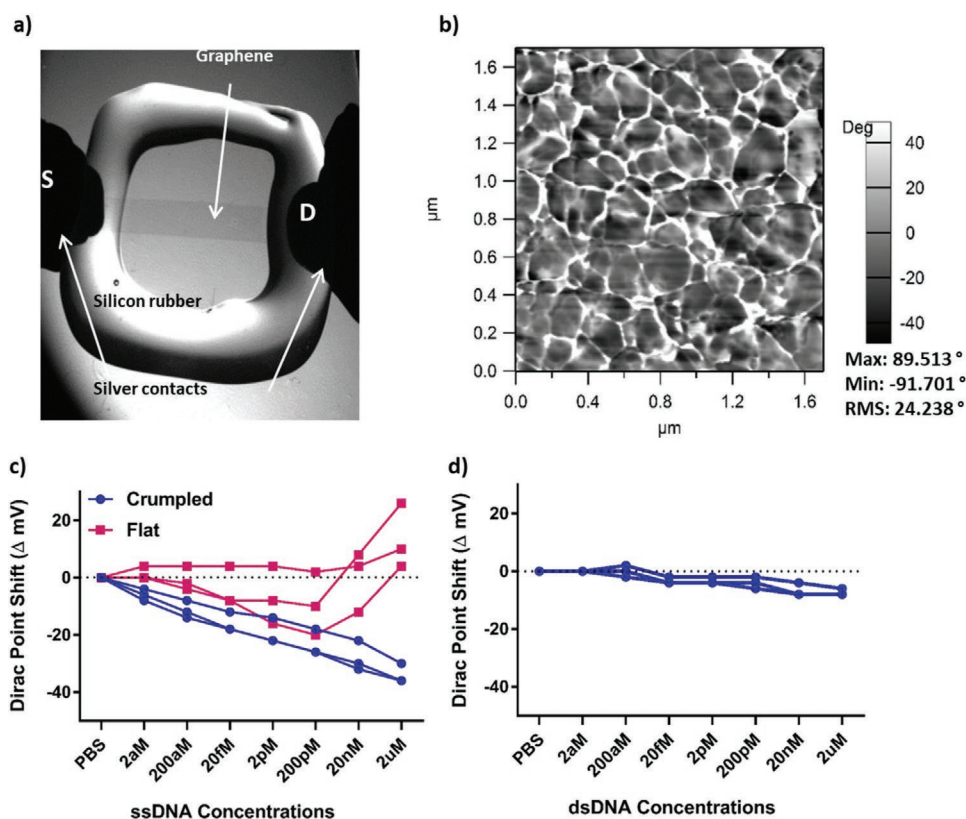 a)
Graphene
S
D
Silicon rubber
Silver contacts
b)
1.6
1.4
1.2
1.0
0.8
0.6
0.4
0.2
0.0
µm
0.0
0.4
0.8
1.2
1.6
µm
Deg
40
20
0
-20
-40
Max: 89.513 °
Min: -91.701 °
RMS: 24.238 °
c)
Crumpled
Flat
Dirac Point Shift (Δ mV)
20
0
-20
-40
PBS
2aM
200aM
20fM
2pM
200pM
20nM
2uM
ssDNA Concentrations
d)
Dirac Point Shift (Δ mV)
20
0
-20
-40
PBS
2aM
200aM
20fM
2pM
200pM
20nM
2uM
dsDNA Concentrations